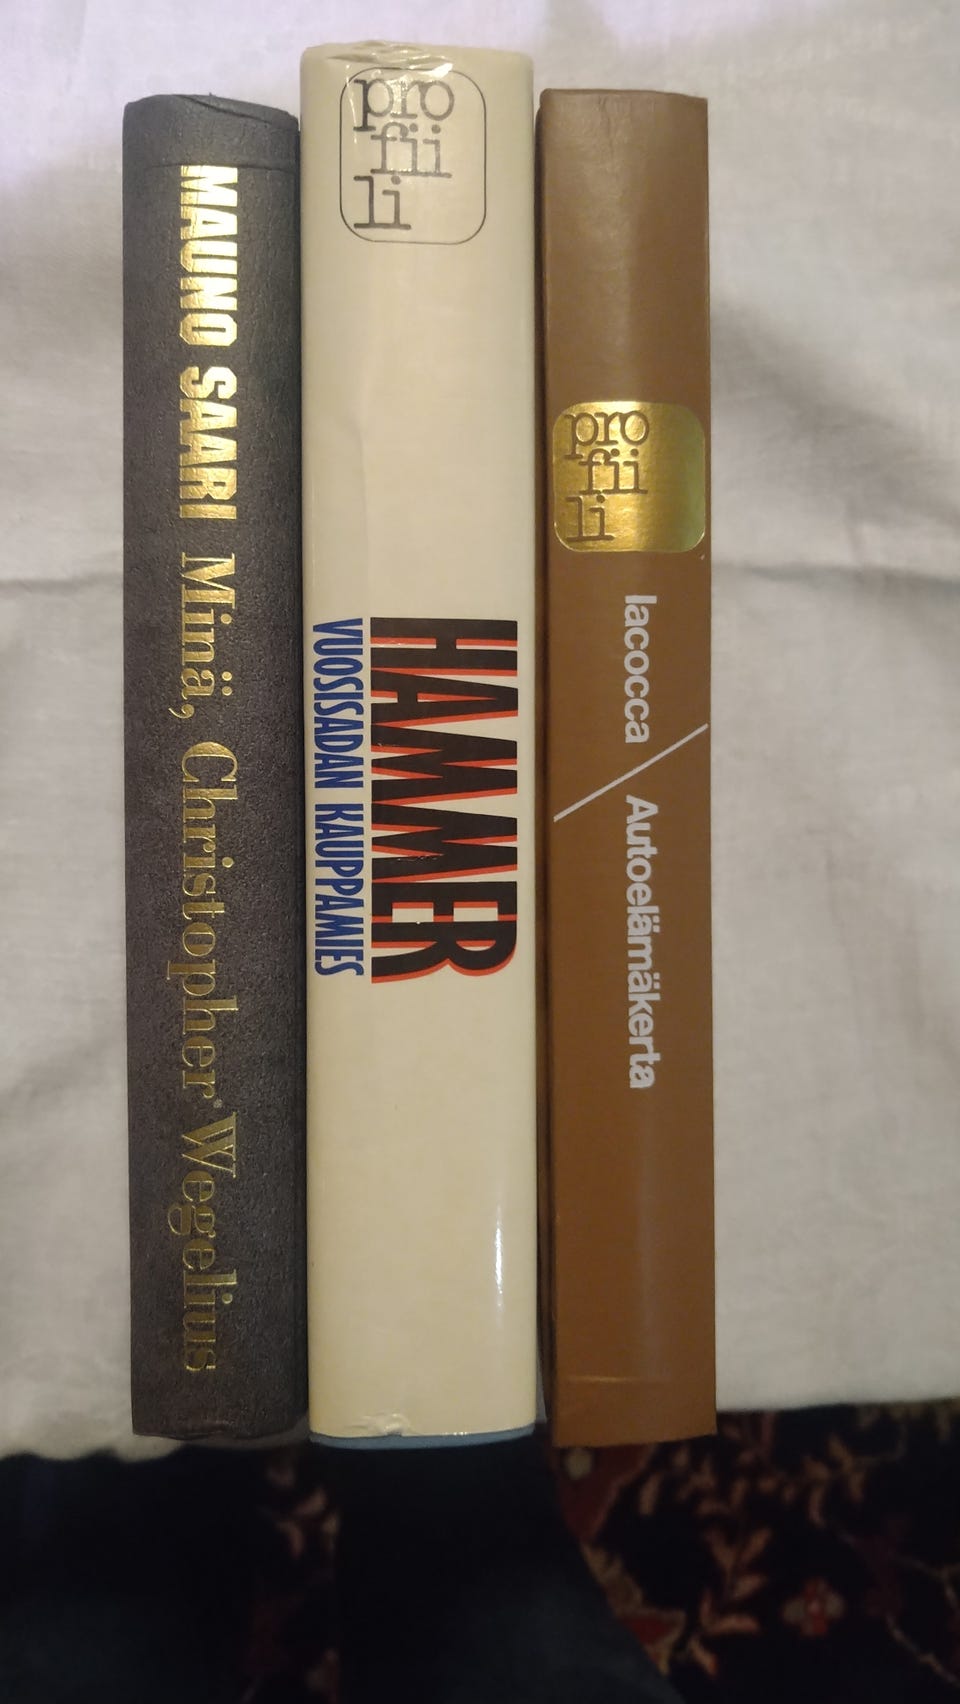 MAUNO SAARI Minä, Christopher Wegelius
pro
fii
li
HAMMER
VUOSISADAN KAUPPAMIES
pro
fii
li
Iacocca / Autoelämäkerta